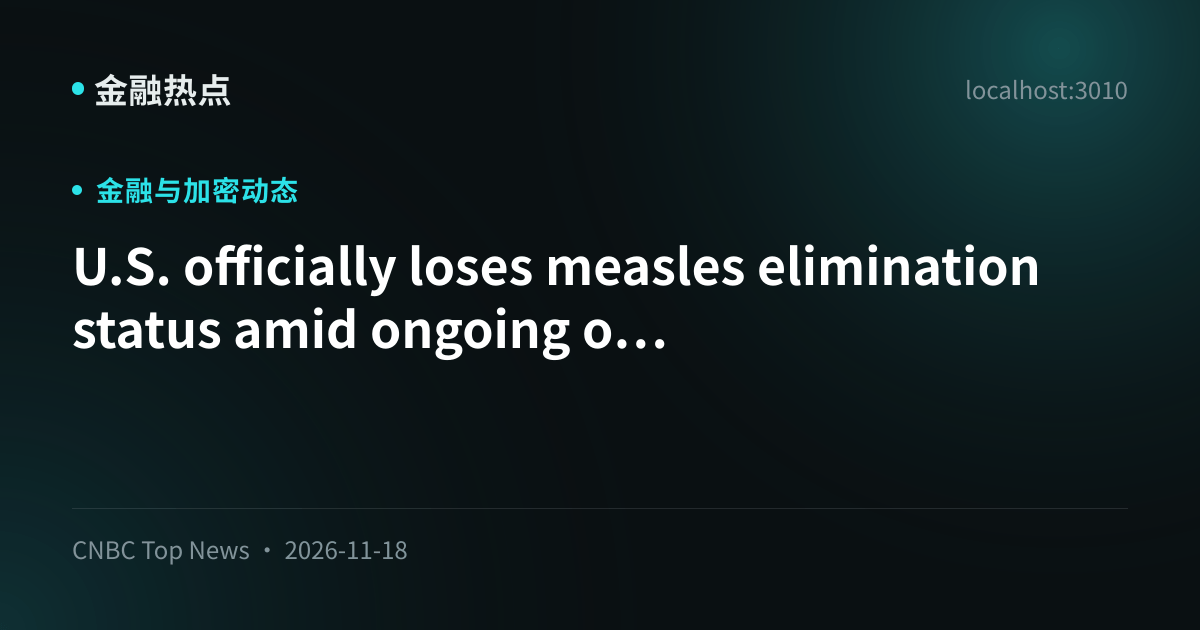 金融热点
localhost:3010
金融与加密动态
U.S. officially loses measles elimination
status amid ongoing o…
CNBC Top News · 2026-11-18